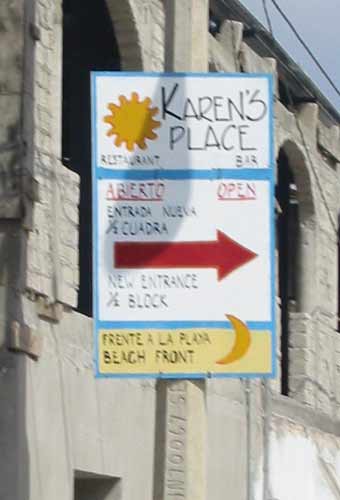 KAREN'S
PLACE
RESTAURANT BAR
ABIERTO OPEN
ENTRADA NUEVA
½ CUADRA
NEW ENTRANCE
½ BLOCK
FRENTE A LA PLAYA
BEACH FRONT